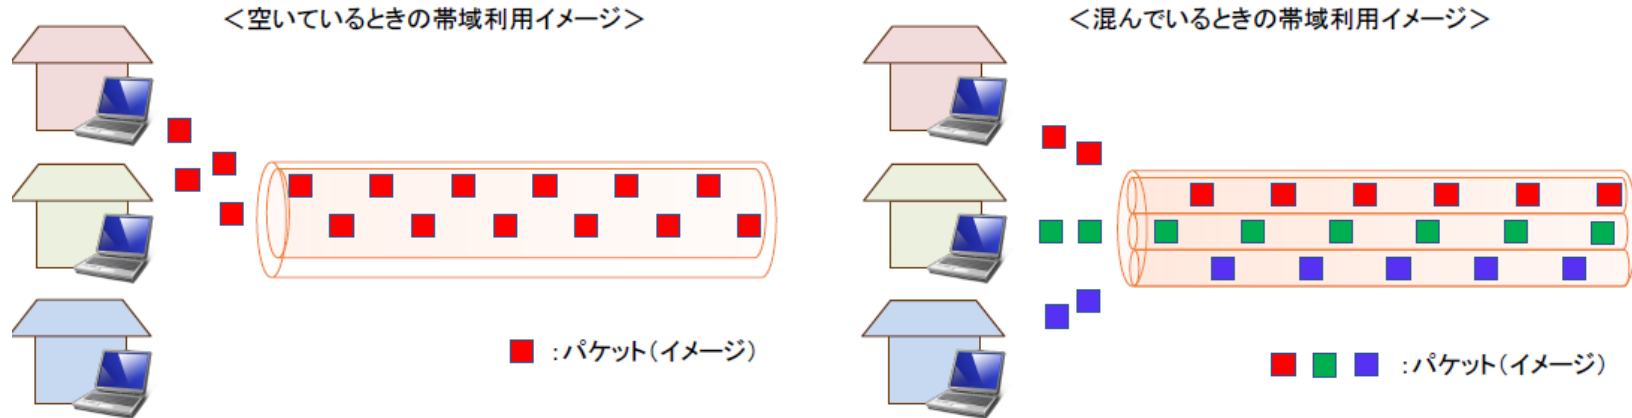 ＜空いているときの帯域利用イメージ＞
＜混んでいるときの帯域利用イメージ＞
：パケット（イメージ）
：パケット（イメージ）